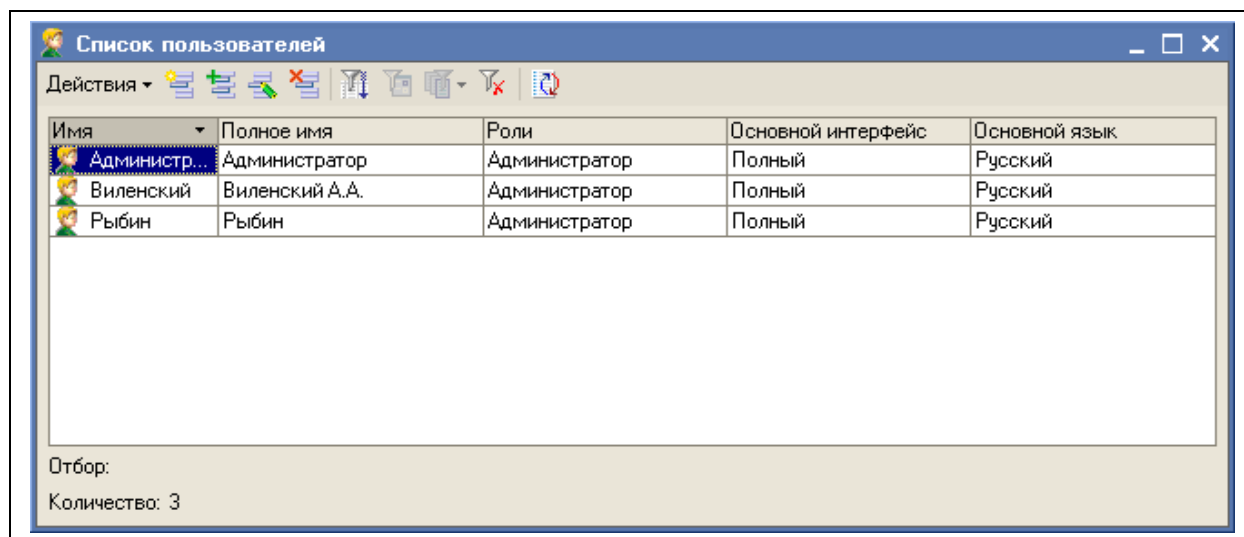 Список пользователей
Действия
Имя Полное имя Роли Основной интерфейс Основной язык
Администр... Администратор Администратор Полный Русский
Виленский Виленский А.А. Администратор Полный Русский
Рыбин Рыбин Администратор Полный Русский
Отбор:
Количество: 3